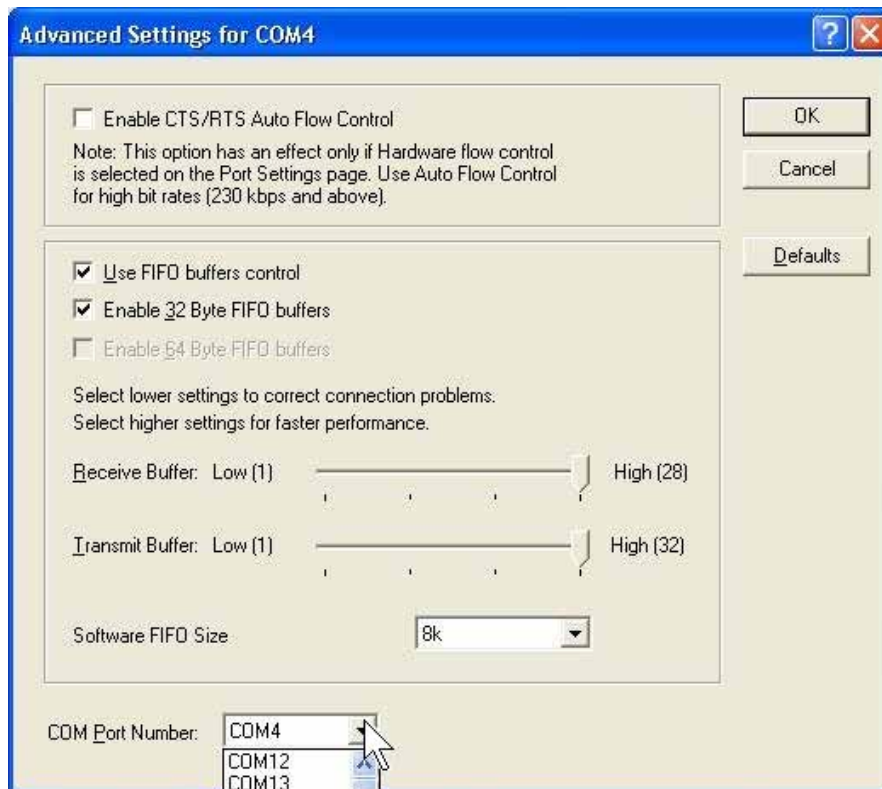 Advanced Settings for COM4
Enable CTS/RTS Auto Flow Control
Note: This option has an effect only if Hardware flow control
is selected on the Port Settings page. Use Auto Flow Control
for high bit rates (230 kbps and above).
OK
Cancel
Defaults
Use FIFO buffers control
Enable 32 Byte FIFO buffers
Enable 64 Byte FIFO buffers
Select lower settings to correct connection problems.
Select higher settings for faster performance.
Receive Buffer: Low (1) High (28)
Transmit Buffer: Low (1) High (32)
Software FIFO Size 8k
COM Port Number: COM4
COM12
COM13